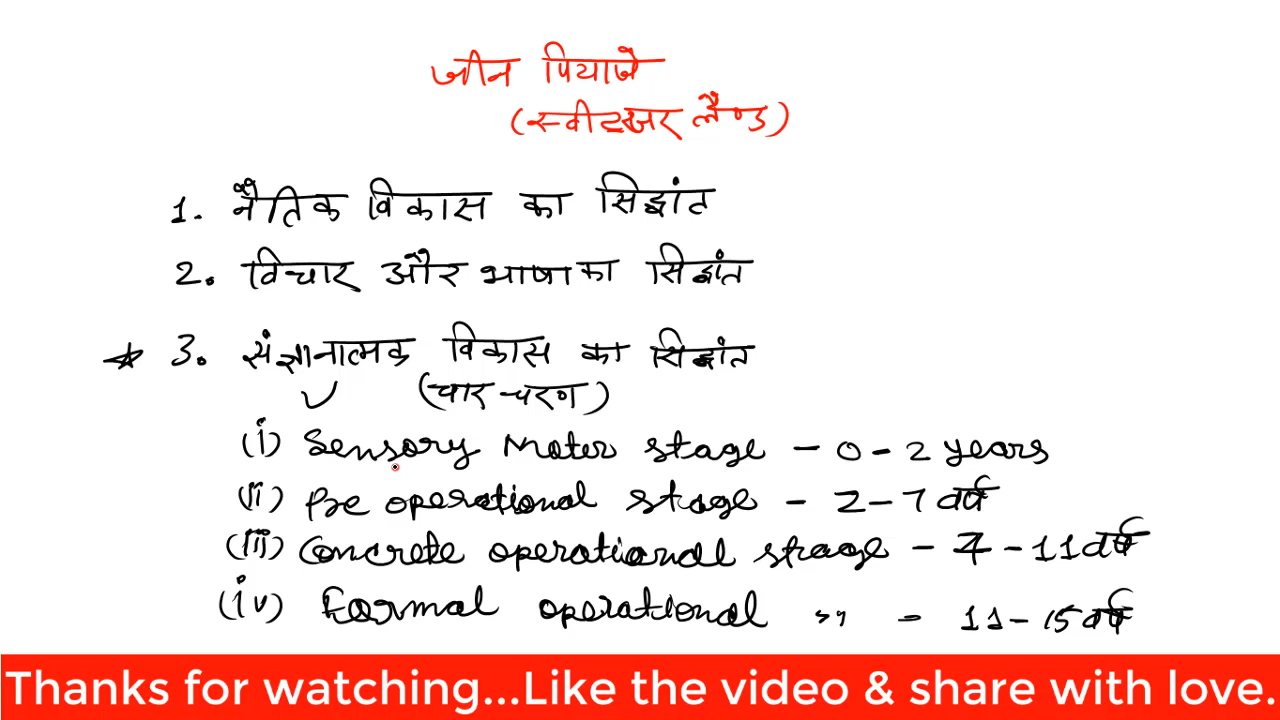 जीन पियाजे
(स्वीटजर लैण्ड)
1. नैतिक विकास का सिद्धांत
2. विचार और भाषा का सिद्धांत
3. संज्ञानात्मक विकास का सिद्धांत
(चार चरण)
(i) Sensory Moter stage - 0 - 2 years
(ii) Pre operational stage - 2 - 7 वर्ष
(iii) Concrete operational stage - 7 - 11 वर्ष
(iv) Formal operational " - 11 - 15 वर्ष
Thanks for watching...Like the video & share with love.